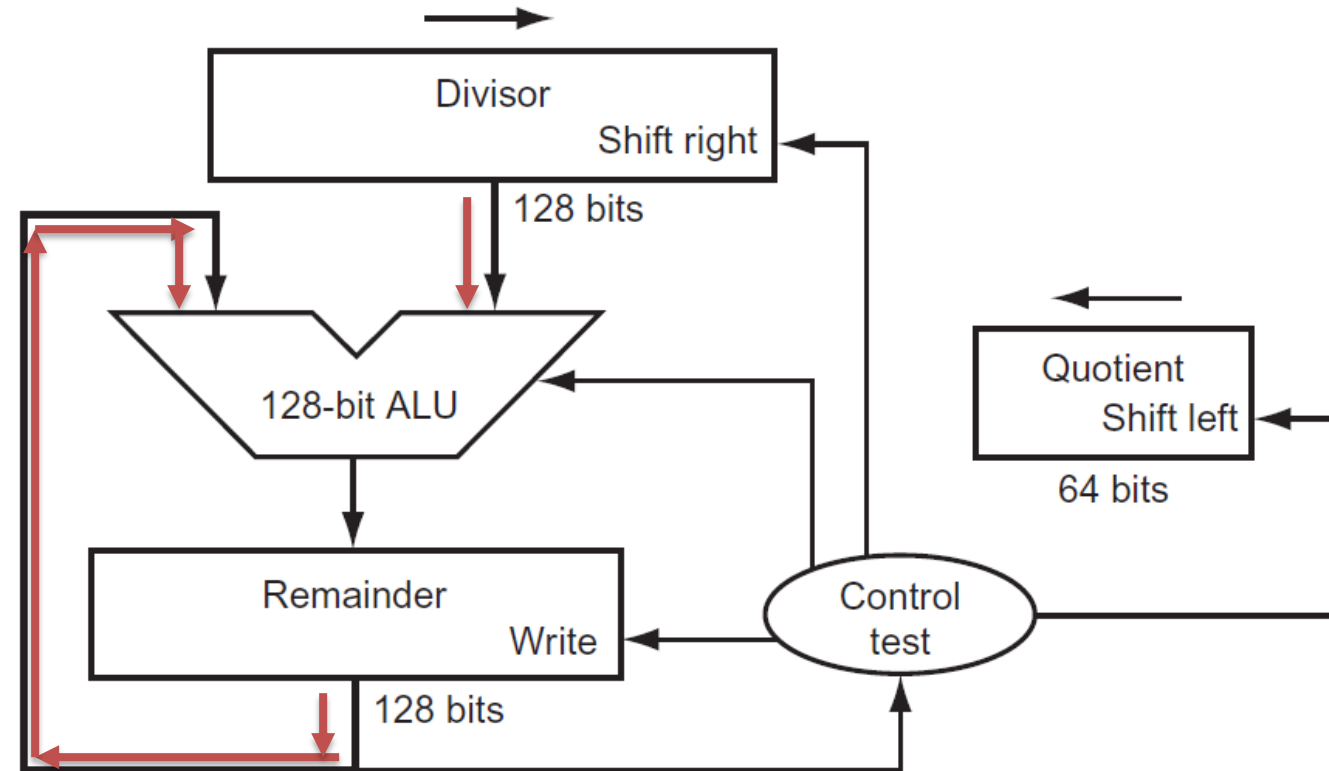 Divisor
Shift right
128 bits
128-bit ALU
Quotient
Shift left
64 bits
Remainder
Write
128 bits
Control
test